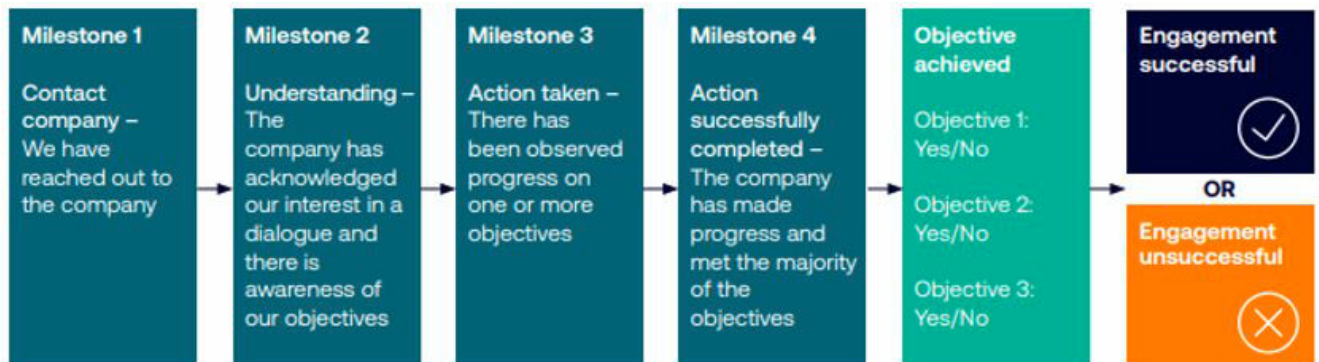 Milestone 1
Contact
company –
We have
reached out to
the company
Milestone 2
Understanding –
The
company has
acknowledged
our interest in a
dialogue and
there is
awareness of
our objectives
Milestone 3
Action taken –
There has
been observed
progress on
one or more
objectives
Milestone 4
Action
successfully
completed –
The company
has made
progress and
met the majority
of the
objectives
Objective
achieved
Objective 1:
Yes/No
Objective 2:
Yes/No
Objective 3:
Yes/No
Engagement
successful
OR
Engagement
unsuccessful